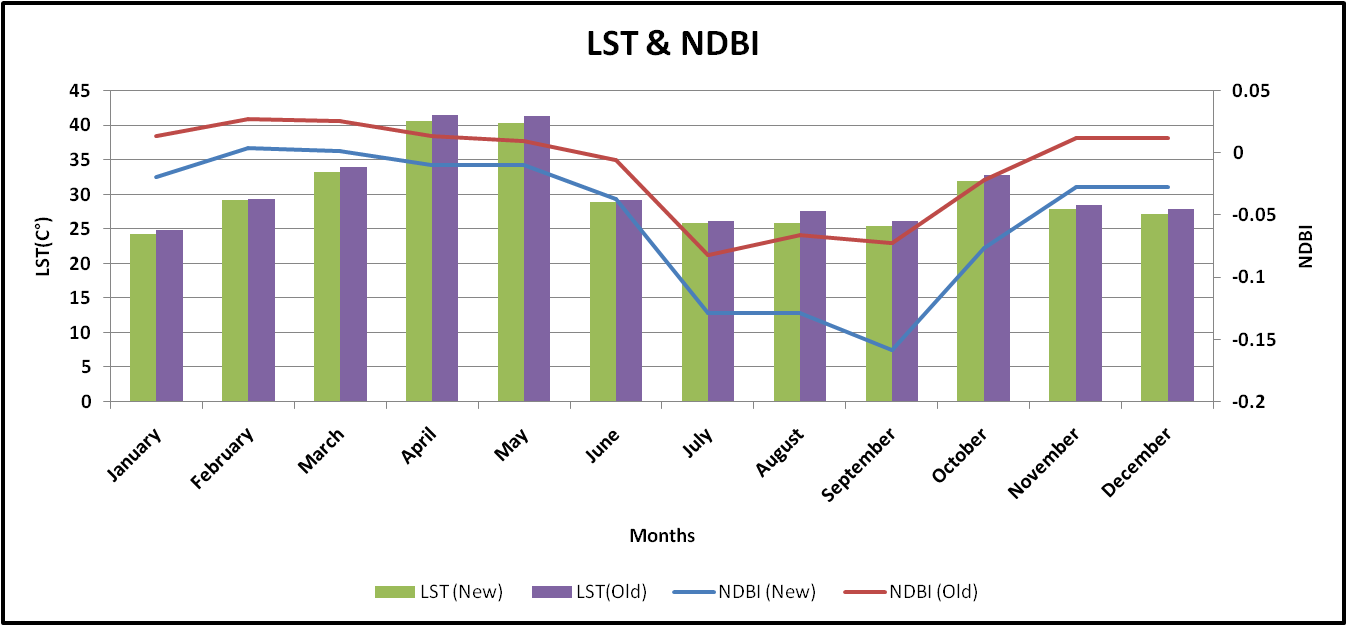 LST & NDBI
LST(C°)
45
40
35
30
25
20
15
10
5
0
0.05
0
-0.05
-0.1
-0.15
-0.2
NDBI
January
February
March
April
May
June
July
August
September
October
November
December
Months
LST (New)
LST(Old)
NDBI (New)
NDBI (Old)